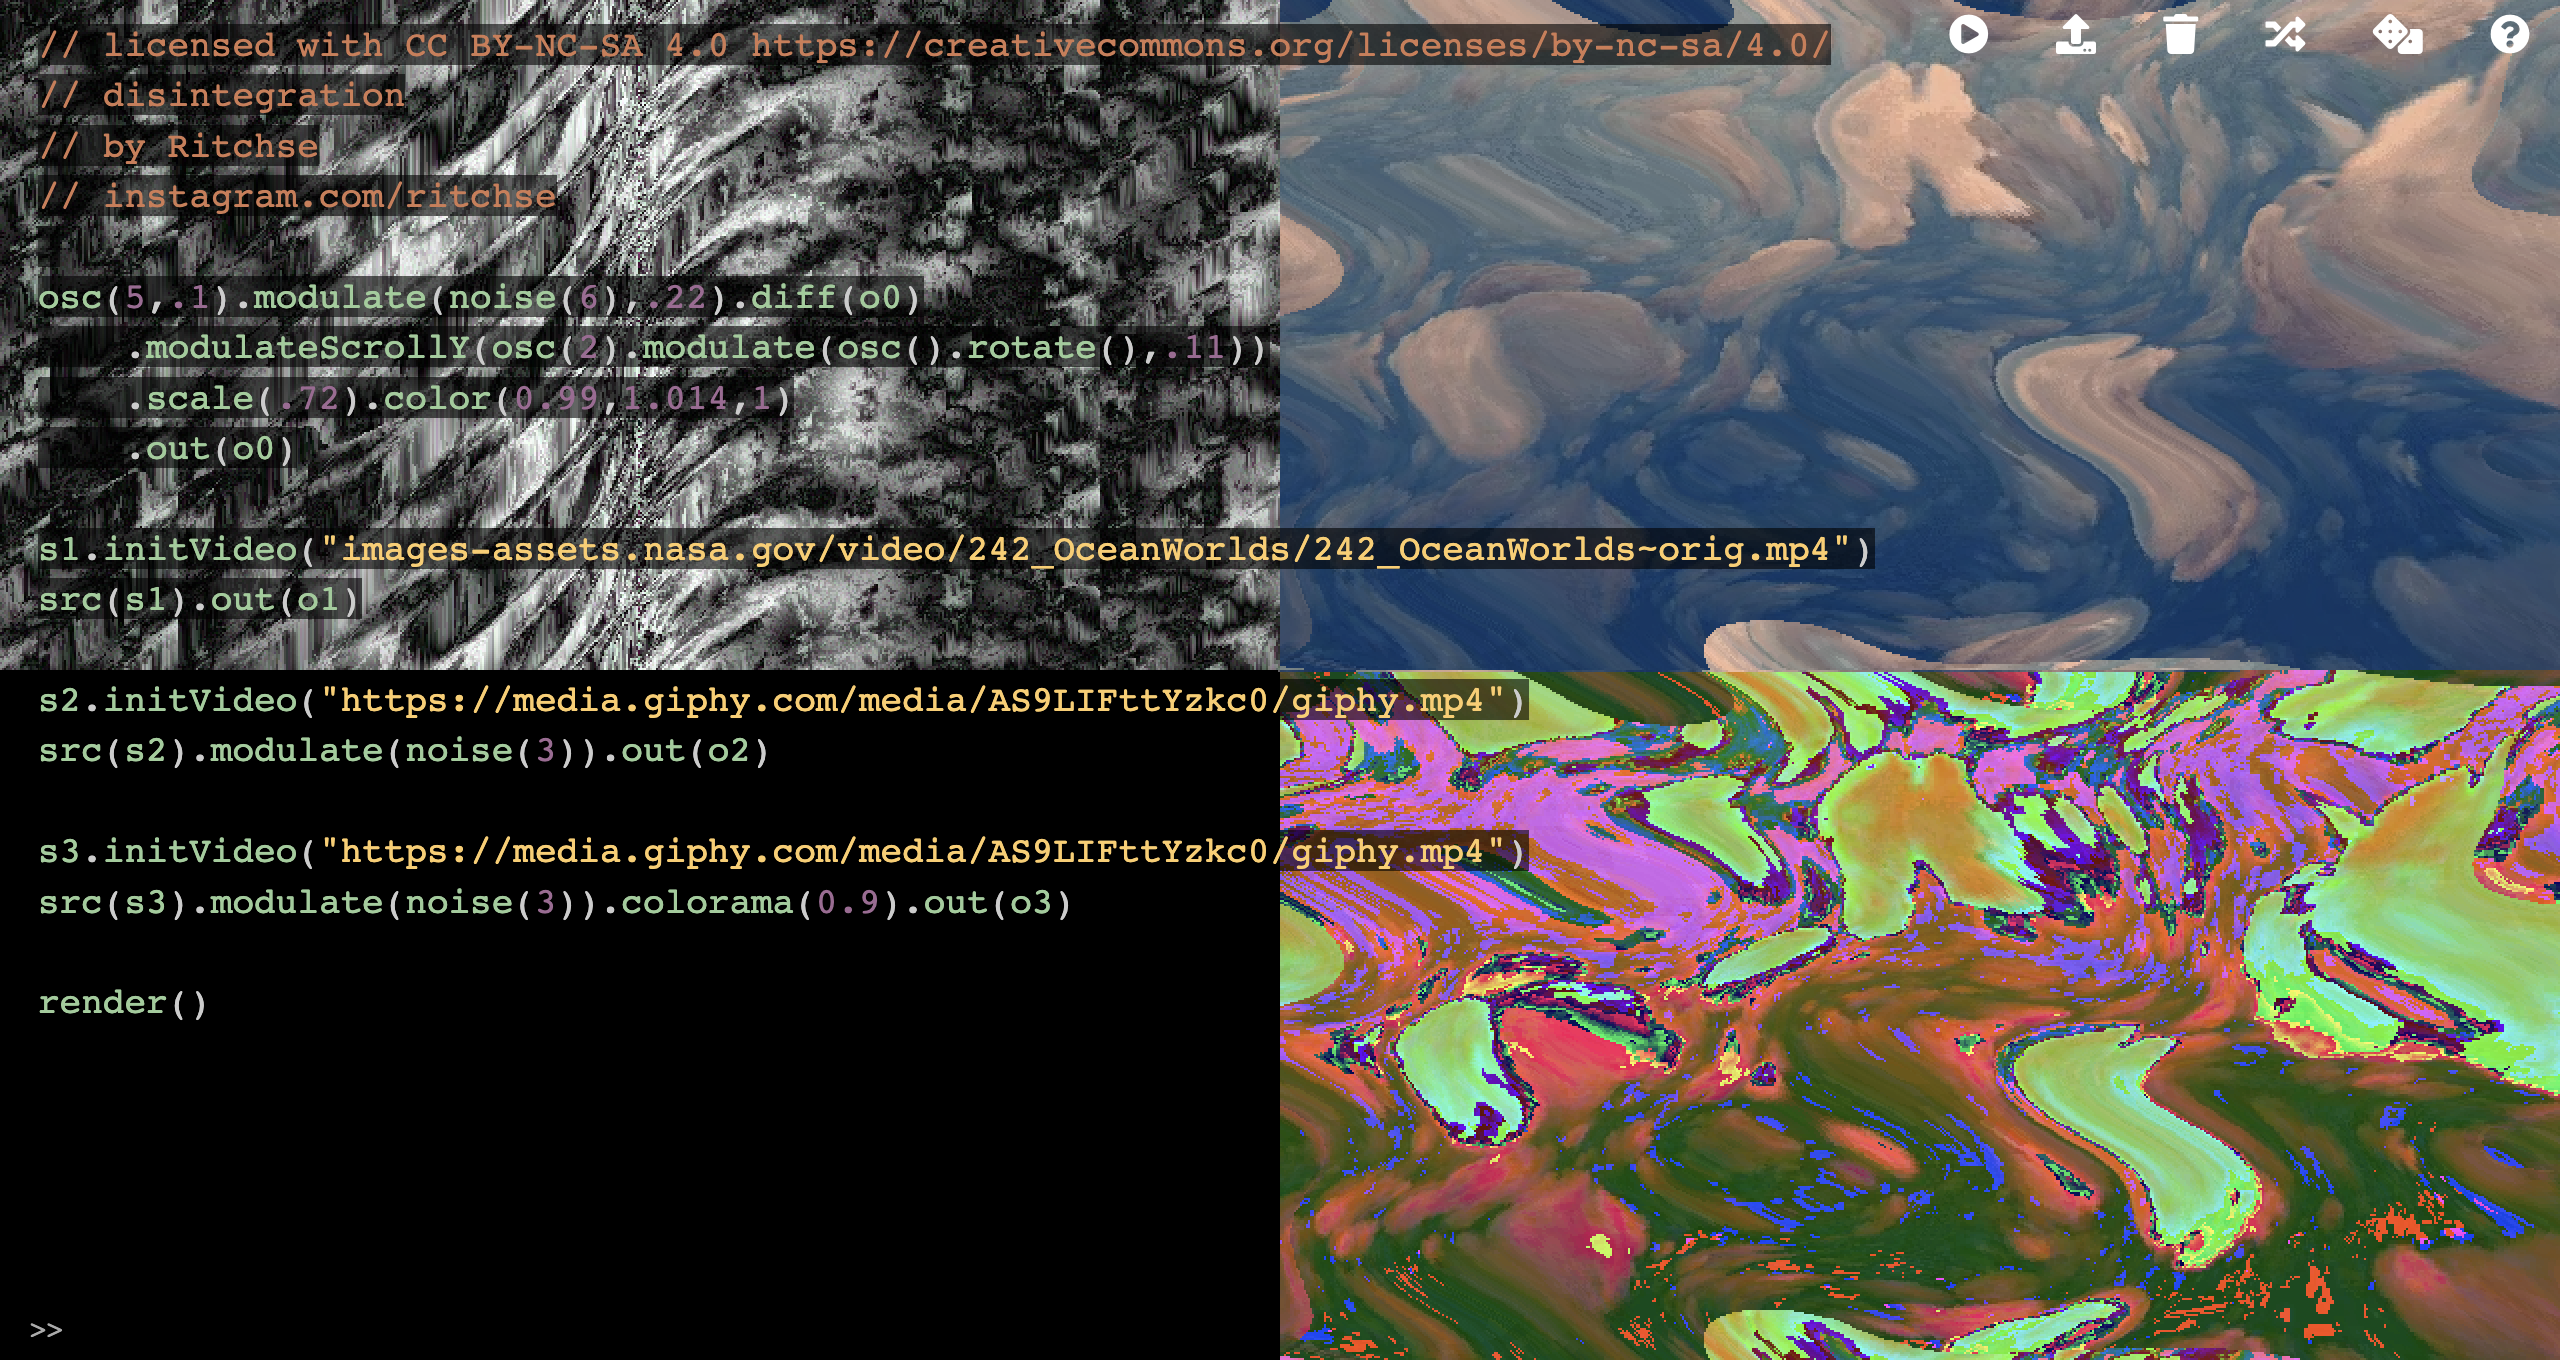 // licensed with CC BY-NC-SA 4.0 https://creativecommons.org/licenses/by-nc-sa/4.0/
// disintegration
// by Ritchse
// instagram.com/ritchse
osc(5,.1).modulate(noise(6),.22).diff(o0)
.modulateScrollY(osc(2).modulate(osc().rotate(),.11))
.scale(.72).color(0.99,1.014,1)
.out(o0)
s1.initVideo("images-assets.nasa.gov/video/242_OceanWorlds/242_OceanWorlds~orig.mp4")
src(s1).out(o1)
s2.initVideo("https://media.giphy.com/media/AS9LIFttYzkc0/giphy.mp4")
src(s2).modulate(noise(3)).out(o2)
s3.initVideo("https://media.giphy.com/media/AS9LIFttYzkc0/giphy.mp4")
src(s3).modulate(noise(3)).colorama(0.9).out(o3)
render()
>>